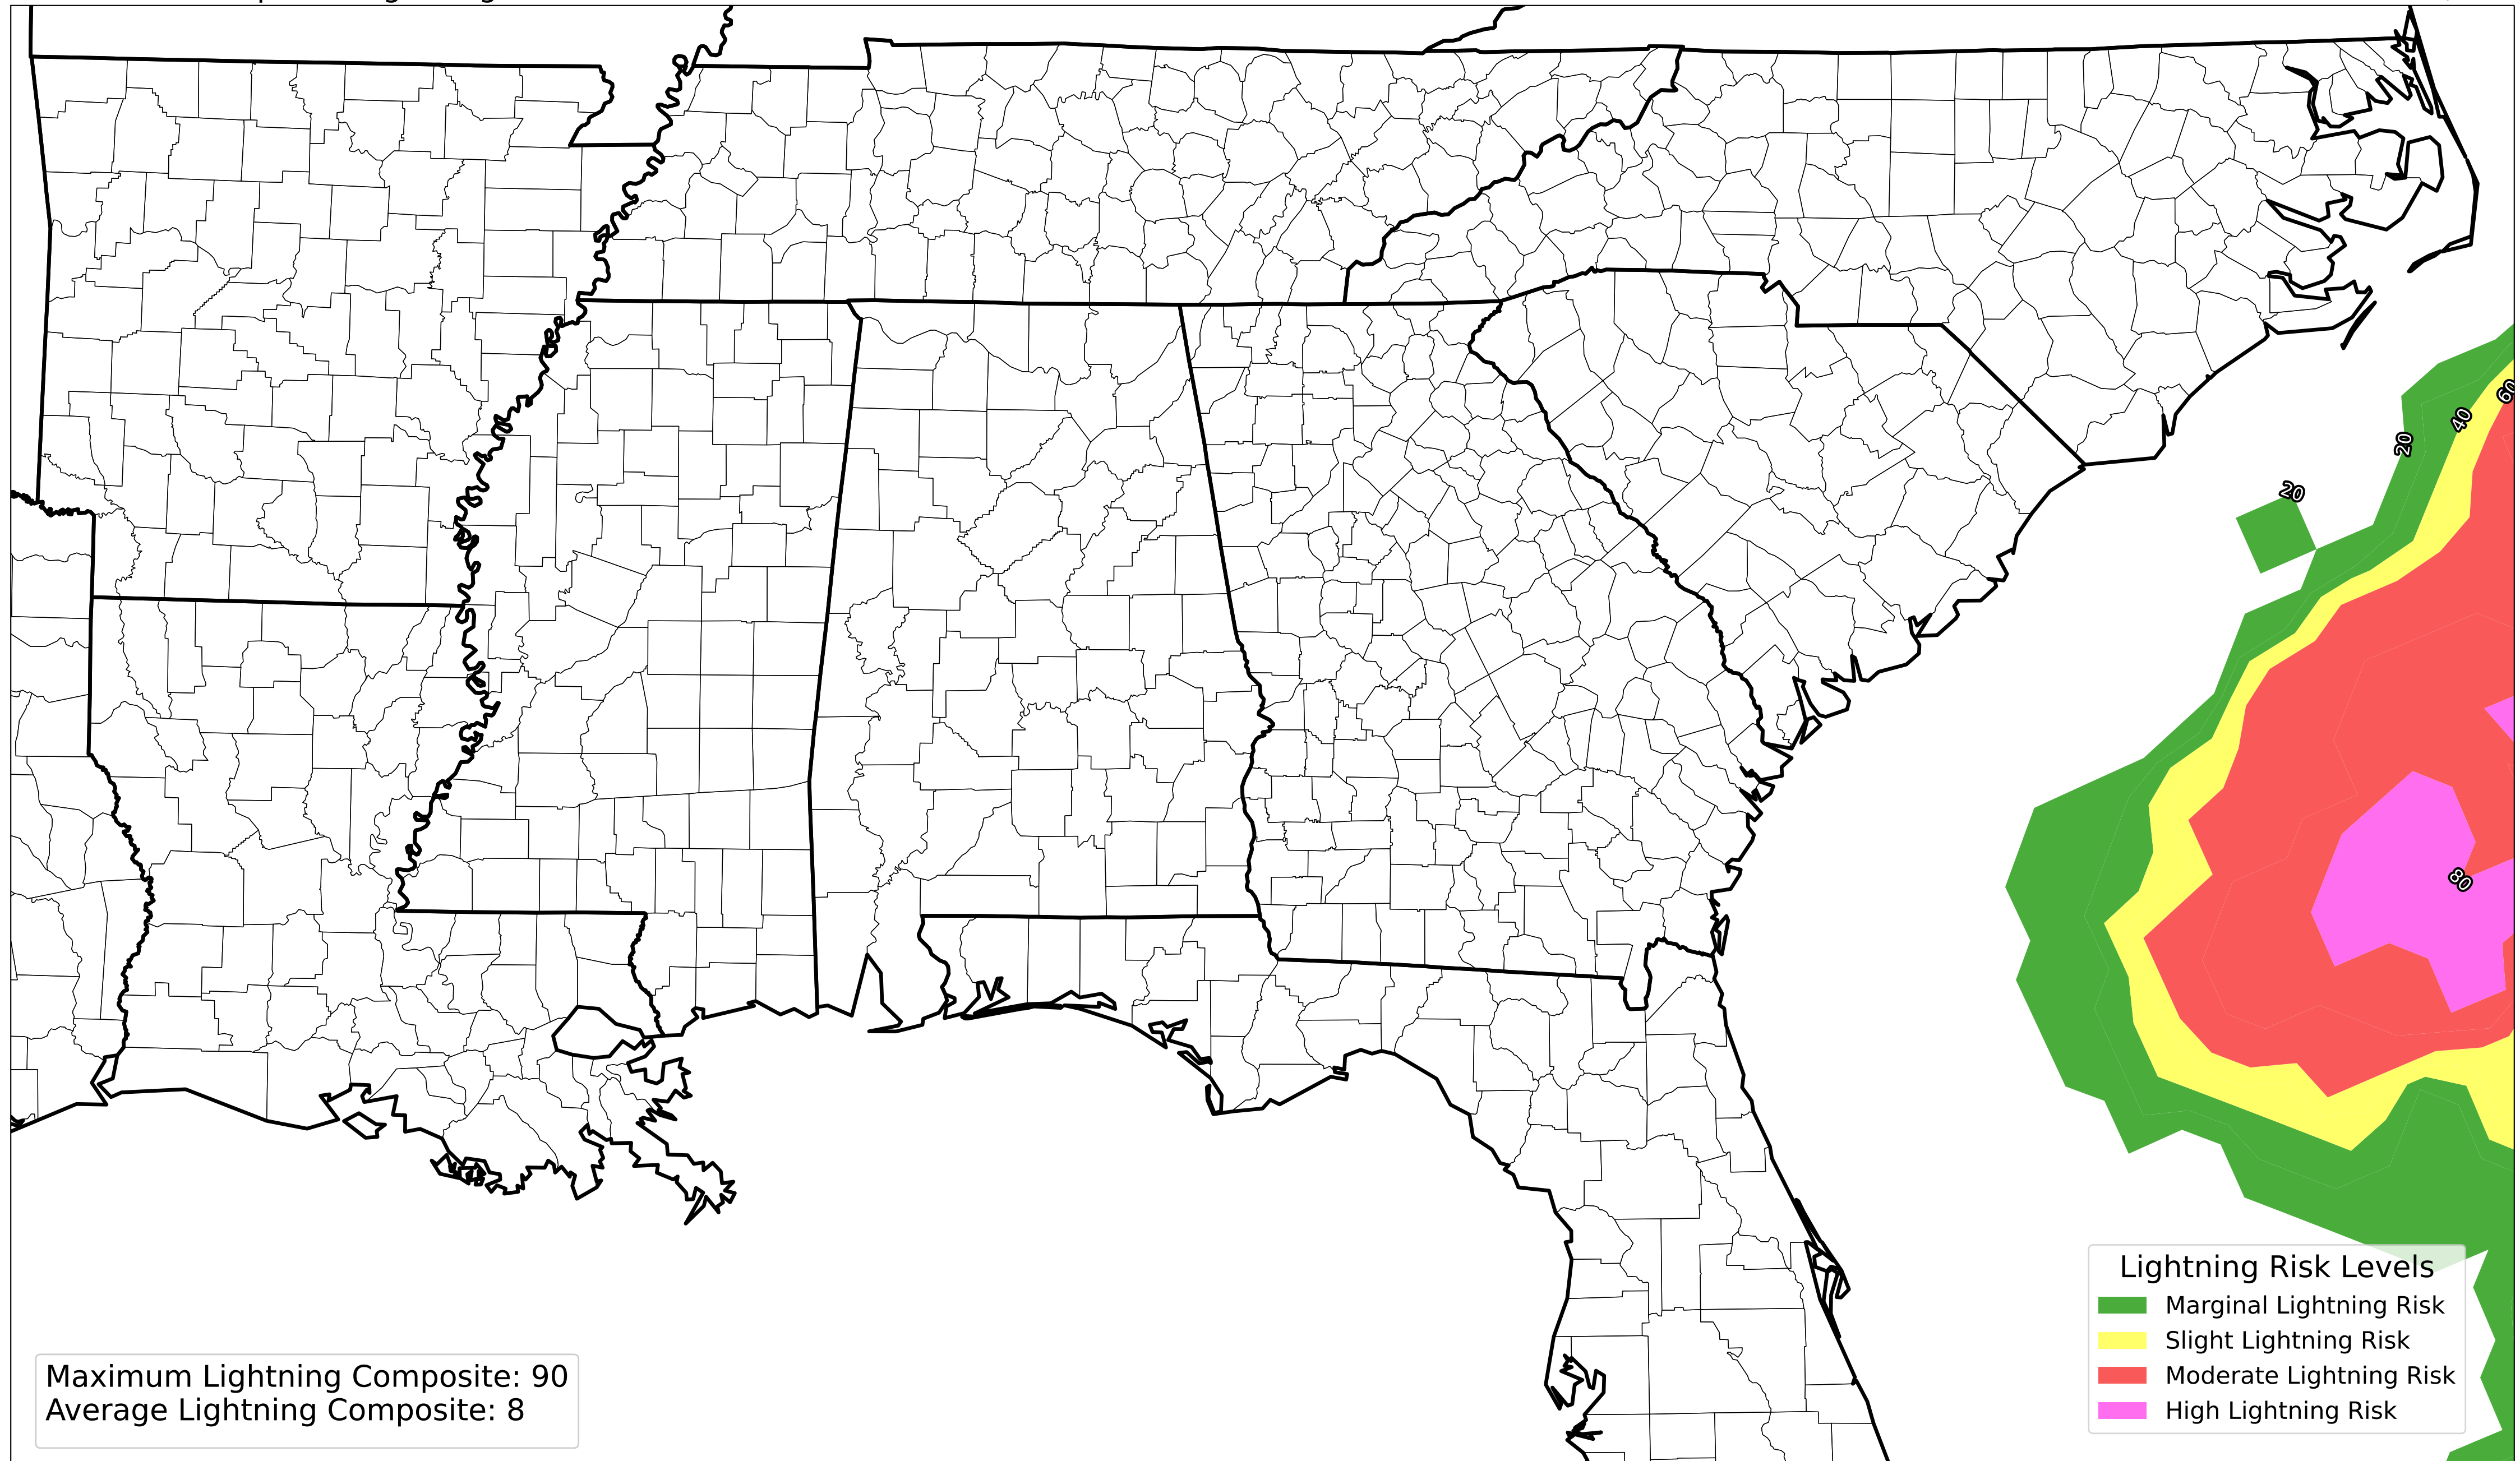 60
40
20
20
80
Lightning Risk Levels
Marginal Lightning Risk
Slight Lightning Risk
Moderate Lightning Risk
High Lightning Risk
Maximum Lightning Composite: 90
Average Lightning Composite: 8